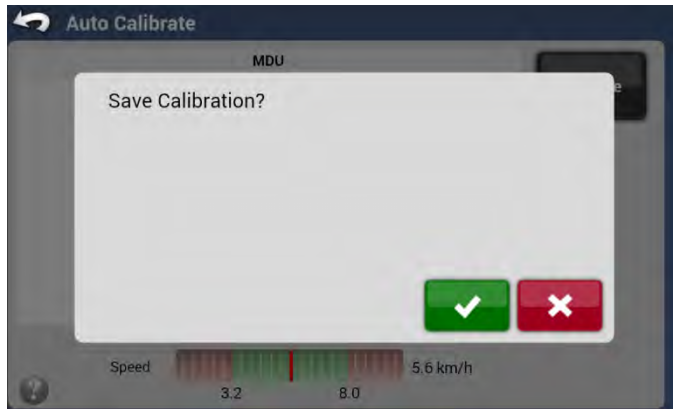 Auto Calibrate
MDU
Save Calibration?
Speed
5.6 km/h
3.2 8.0
?